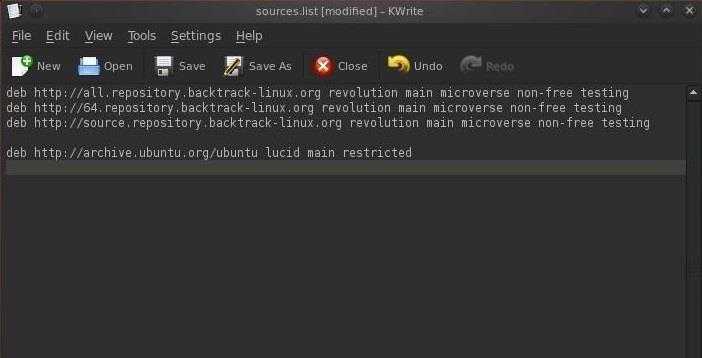 sources.list [modified] – KWrite
File Edit View Tools Settings Help
New Open Save Save As Close Undo Redo
deb http://all.repository.backtrack-linux.org revolution main microverse non-free testing
deb http://64.repository.backtrack-linux.org revolution main microverse non-free testing
deb http://source.repository.backtrack-linux.org revolution main microverse non-free testing
deb http://archive.ubuntu.org/ubuntu lucid main restricted